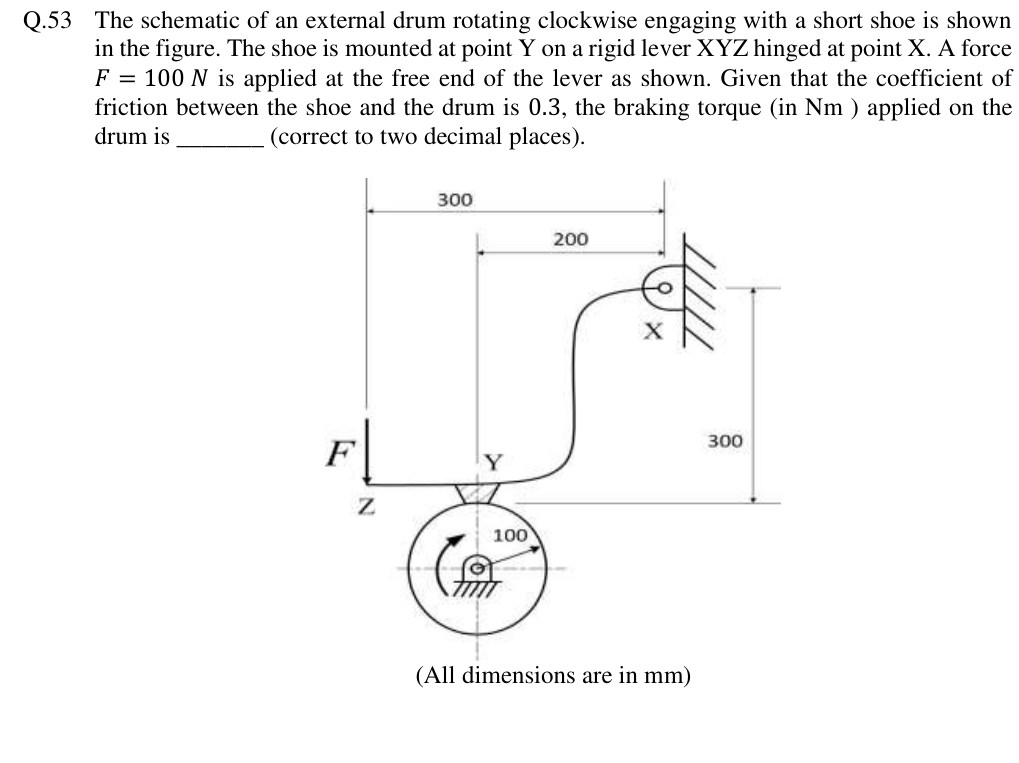 Q.53 The schematic of an external drum rotating clockwise engaging with a short shoe is shown
in the figure. The shoe is mounted at point Y on a rigid lever XYZ hinged at point X. A force
F = 100 N is applied at the free end of the lever as shown. Given that the coefficient of
friction between the shoe and the drum is 0.3, the braking torque (in Nm ) applied on the
drum is _______ (correct to two decimal places).
300
200
X
300
F
Y
Z
100
(All dimensions are in mm)